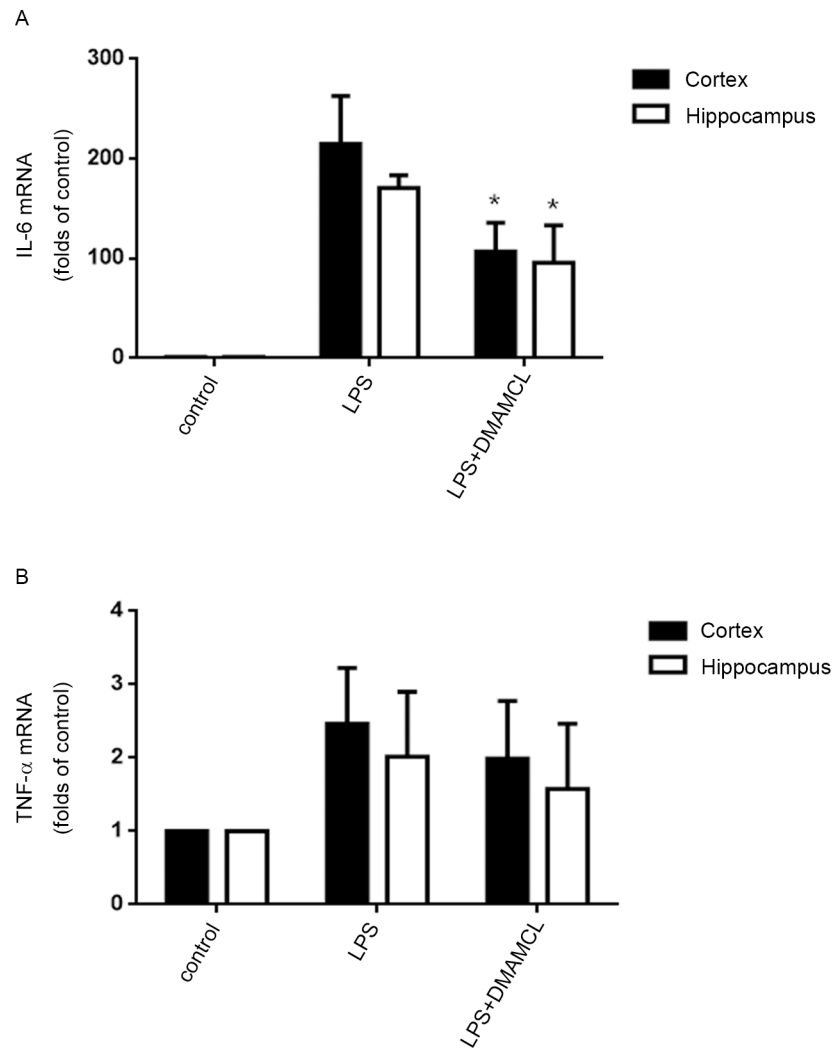 A
300
200
100
0
IL-6 mRNA
(folds of control)
Cortex
Hippocampus
*
*
control
LPS
LPS+DMAMCL
B
4
3
2
1
0
TNF-α mRNA
(folds of control)
Cortex
Hippocampus
control
LPS
LPS+DMAMCL